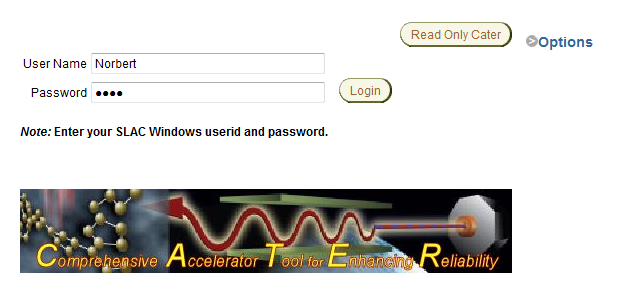 Read Only Cater
Options
User Name Norbert
Password ●●●●
Login
Note: Enter your SLAC Windows userid and password.
Comprehensive Accelerator Tool for Enhancing Reliability